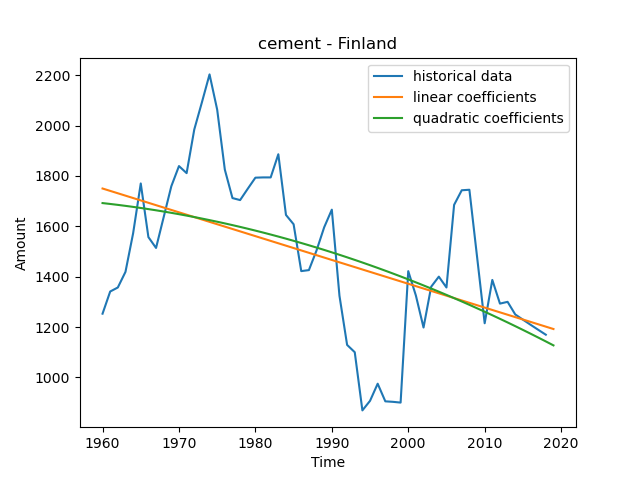 cement - Finland
historical data
linear coefficients
quadratic coefficients
2200
2000
1800
1600
1400
1200
1000
Amount
1960 1970 1980 1990 2000 2010 2020
Time